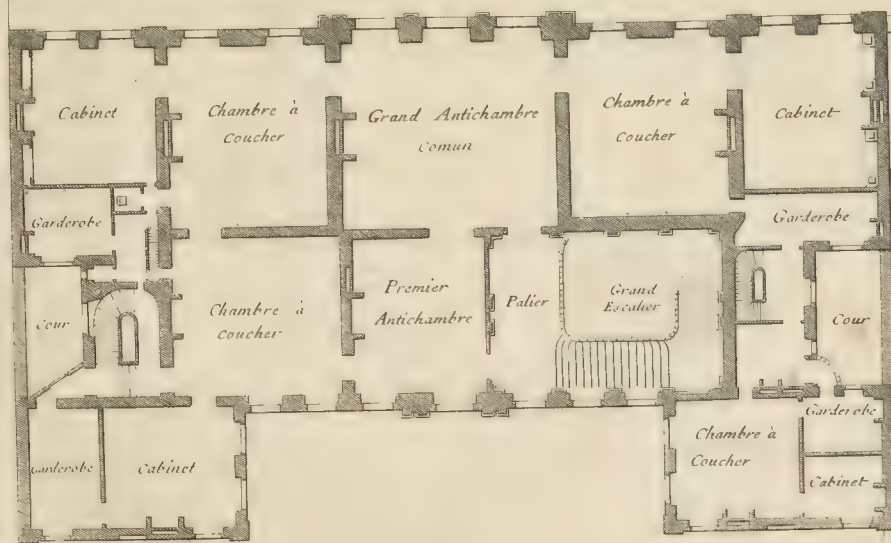 Cabinet
Chambre à
Coucher
Grand Antichambre
Comun
Chambre à
Coucher
Cabinet
Garderobe
Garderobe
Cour
Chambre à
Coucher
Premier
Antichambre
Palier
Grand
Escalier
Cour
Garderobe
Cabinet
Chambre à
Coucher
Garderobe
Cabinet